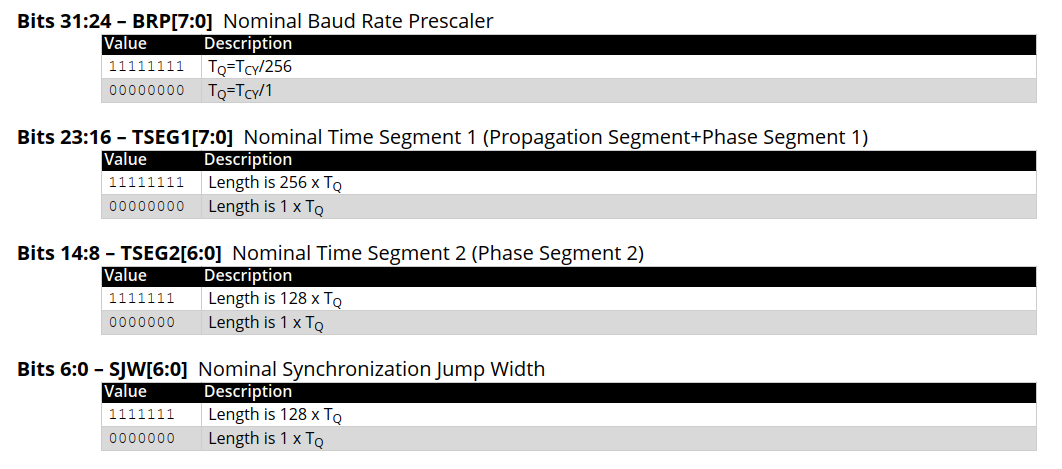 Bits 31:24 – BRP[7:0] Nominal Baud Rate Prescaler
Value Description
11111111 TQ=TCY/256
00000000 TQ=TCY/1
Bits 23:16 – TSEG1[7:0] Nominal Time Segment 1 (Propagation Segment+Phase Segment 1)
Value Description
11111111 Length is 256 x TQ
00000000 Length is 1 x TQ
Bits 14:8 – TSEG2[6:0] Nominal Time Segment 2 (Phase Segment 2)
Value Description
1111111 Length is 128 x TQ
0000000 Length is 1 x TQ
Bits 6:0 – SJW[6:0] Nominal Synchronization Jump Width
Value Description
1111111 Length is 128 x TQ
0000000 Length is 1 x TQ